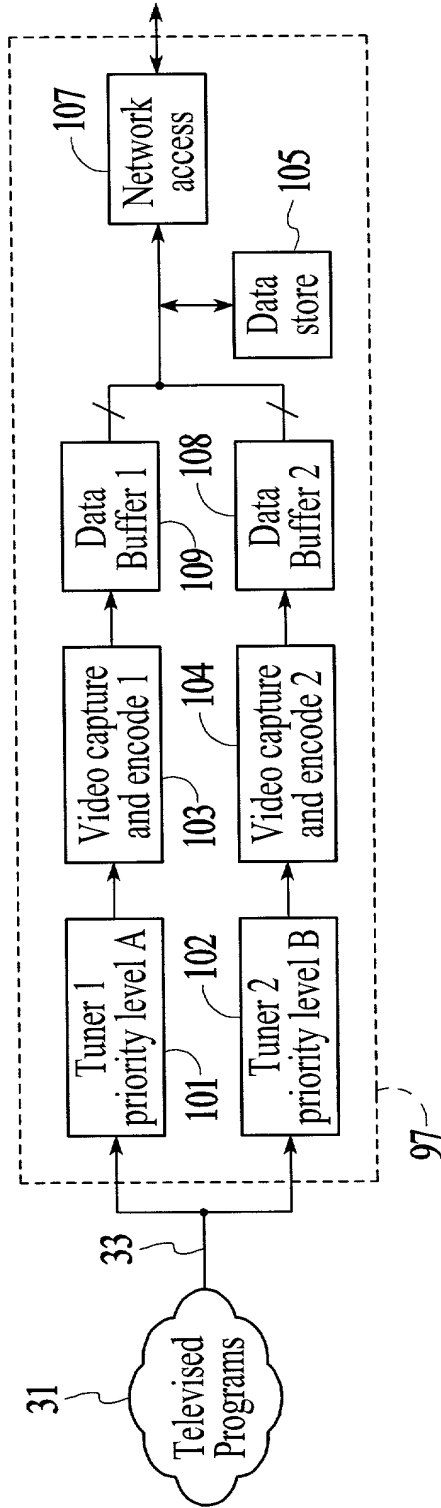 31
Televised
Programs
33
Tuner 1
priority level A
101
102
Tuner 2
priority level B
97
Video capture
and encode 1
103
104
Video capture
and encode 2
Data
Buffer 1
109
108
Data
Buffer 2
107
Network
access
105
Data
store